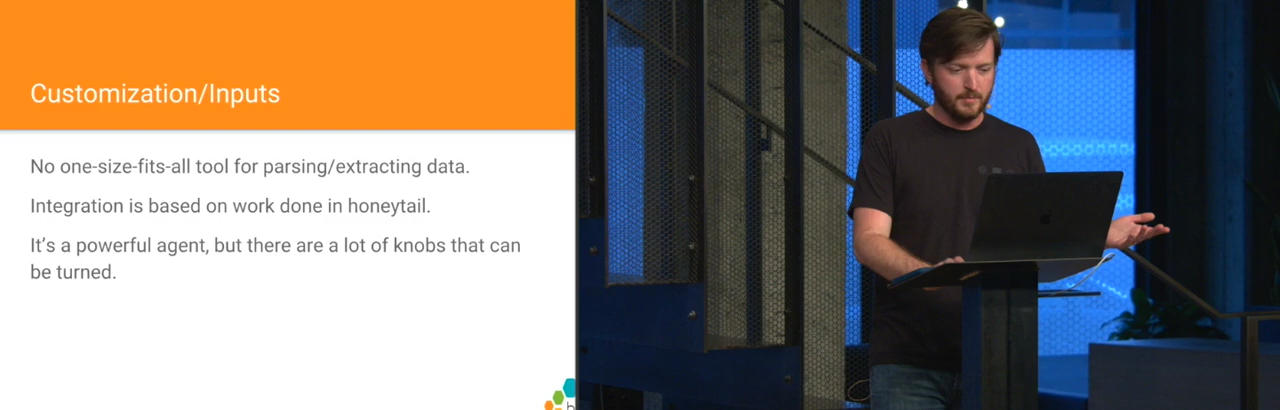 Customization/Inputs
No one-size-fits-all tool for parsing/extracting data.
Integration is based on work done in honeytail.
It's a powerful agent, but there are a lot of knobs that can
be turned.